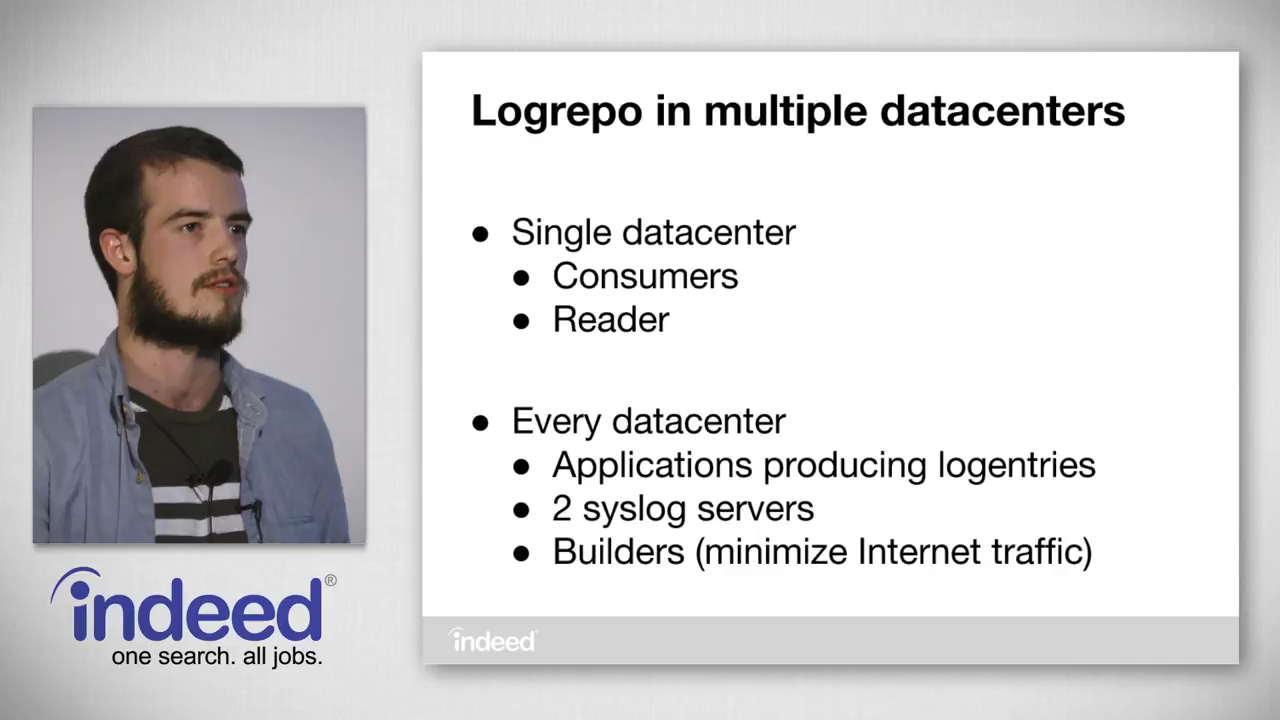 Logrepo in multiple datacenters
● Single datacenter
● Consumers
● Reader
● Every datacenter
● Applications producing logentries
● 2 syslog servers
● Builders (minimize Internet traffic)
indeed
indeed®
one search. all jobs.